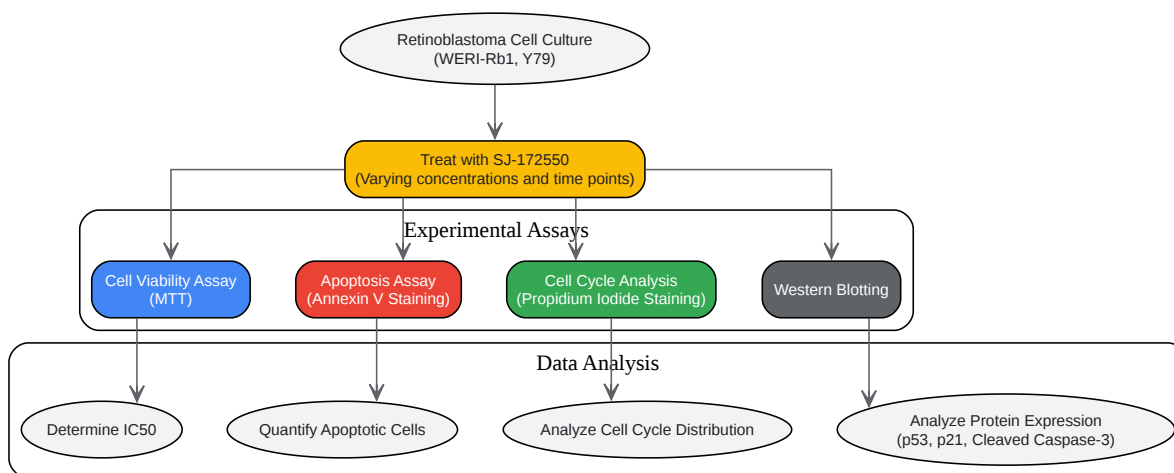 Retinoblastoma Cell Culture
(WERI-Rb1, Y79)
Treat with SJ-172550
(Varying concentrations and time points)
Experimental Assays
Cell Viability Assay
(MTT)
Apoptosis Assay
(Annexin V Staining)
Cell Cycle Analysis
(Propidium Iodide Staining)
Western Blotting
Data Analysis
Determine IC50
Quantify Apoptotic Cells
Analyze Cell Cycle Distribution
Analyze Protein Expression
(p53, p21, Cleaved Caspase-3)